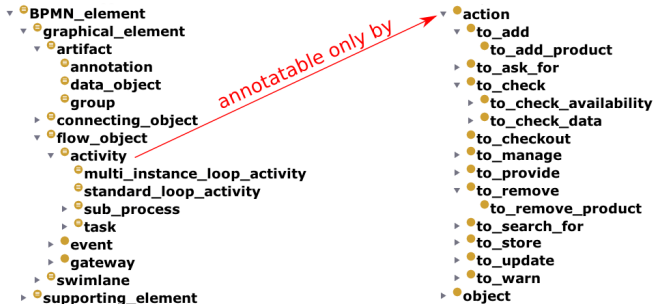 BPMN_element
graphical_element
artifact
annotation
data_object
group
connecting_object
flow_object
activity
multi_instance_loop_activity
standard_loop_activity
sub_process
task
event
gateway
swimlane
supporting_element
annotatable only by
action
to_add
to_add_product
to_ask_for
to_check
to_check_availability
to_check_data
to_checkout
to_manage
to_provide
to_remove
to_remove_product
to_search_for
to_store
to_update
to_warn
object